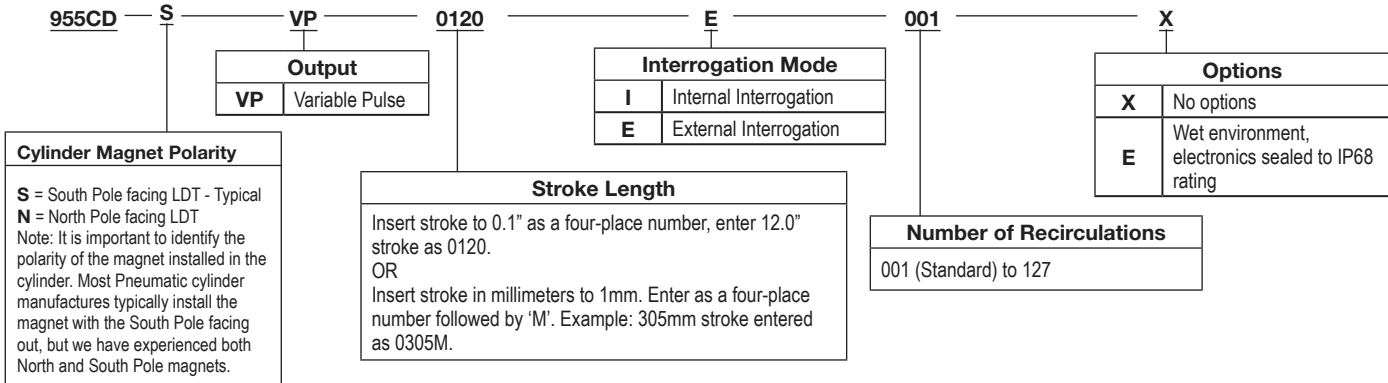 955CD S VP 0120 E 001 X
Output
VP Variable Pulse
Interrogation Mode
I Internal Interrogation
E External Interrogation
Options
X No options
E Wet environment,
electronics sealed to IP68
rating
Cylinder Magnet Polarity
S = South Pole facing LDT - Typical
N = North Pole facing LDT
Note: It is important to identify the
polarity of the magnet installed in the
cylinder. Most Pneumatic cylinder
manufactures typically install the
magnet with the South Pole facing
out, but we have experienced both
North and South Pole magnets.
Stroke Length
Insert stroke to 0.1” as a four-place number, enter 12.0”
stroke as 0120.
OR
Insert stroke in millimeters to 1mm. Enter as a four-place
number followed by ‘M’. Example: 305mm stroke entered
as 0305M.
Number of Recirculations
001 (Standard) to 127